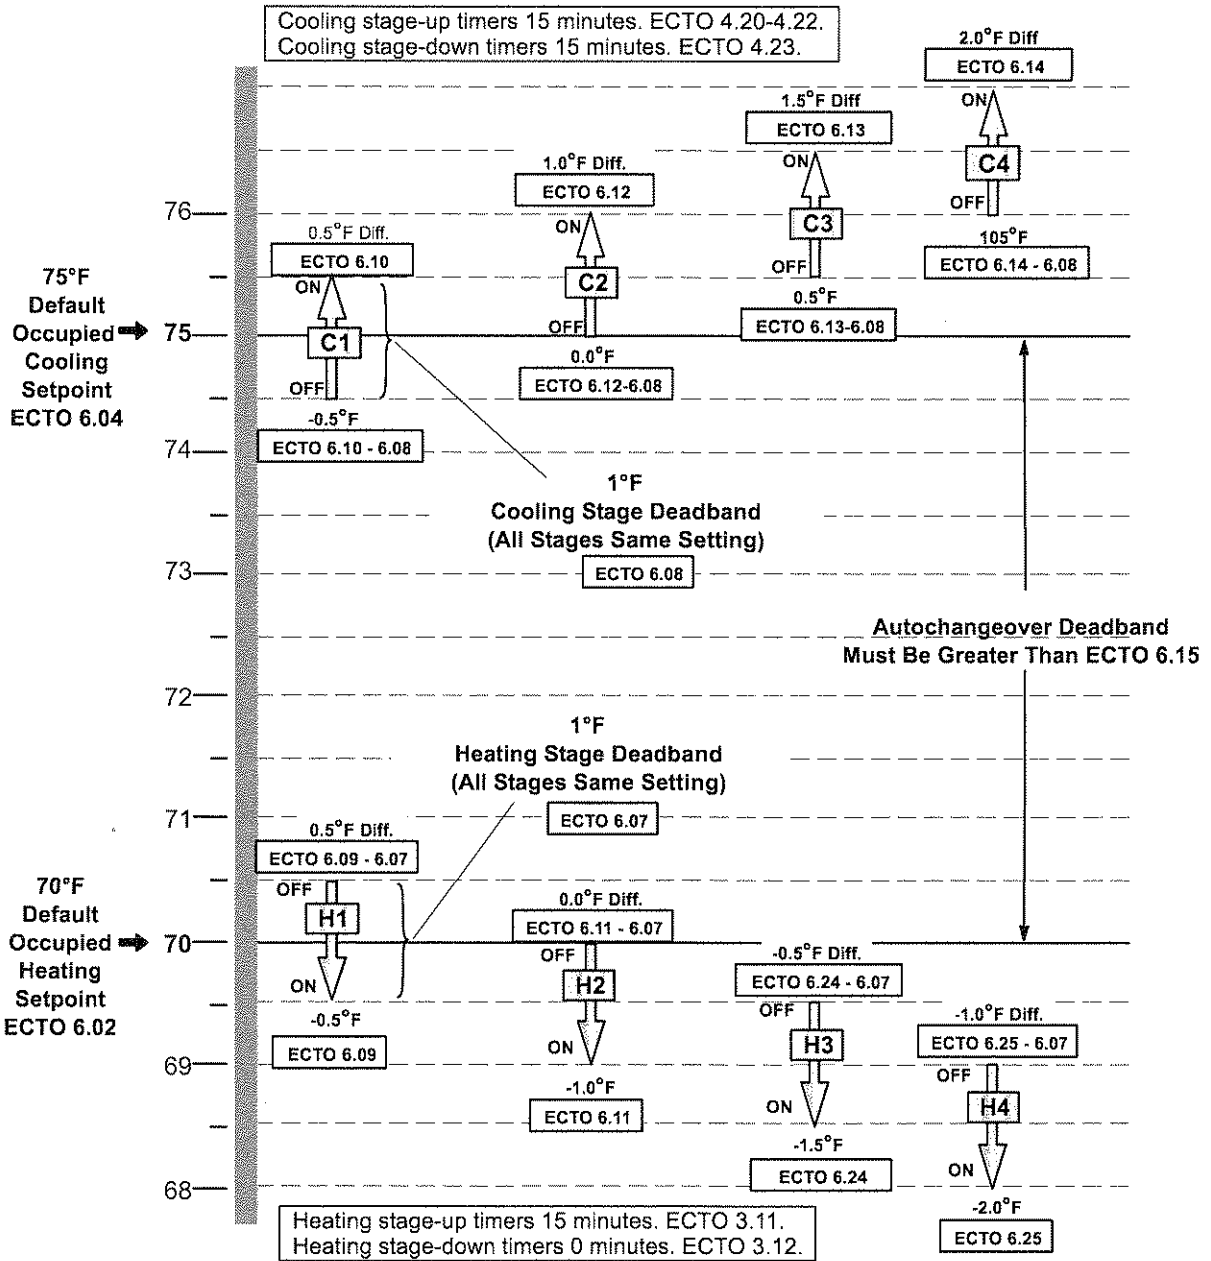 Cooling stage-up timers 15 minutes. ECTO 4.20-4.22.
Cooling stage-down timers 15 minutes. ECTO 4.23.
2.0°F Diff
ECTO 6.14
ON
C4
OFF
105°F
ECTO 6.14 - 6.08
1.5°F Diff
ECTO 6.13
ON
C3
OFF
0.5°F
ECTO 6.13-6.08
1.0°F Diff.
ECTO 6.12
ON
C2
OFF
0.0°F
ECTO 6.12-6.08
76
0.5°F Diff.
ECTO 6.10
ON
C1
OFF
-0.5°F
ECTO 6.10 - 6.08
75°F
Default
Occupied
Cooling
Setpoint
ECTO 6.04
75
74
1°F
Cooling Stage Deadband
(All Stages Same Setting)
ECTO 6.08
73
Autochangeover Deadband
Must Be Greater Than ECTO 6.15
72
1°F
Heating Stage Deadband
(All Stages Same Setting)
ECTO 6.07
71
0.5°F Diff.
ECTO 6.09 - 6.07
OFF
H1
ON
-0.5°F
ECTO 6.09
70°F
Default
Occupied
Heating
Setpoint
ECTO 6.02
70
0.0°F Diff.
ECTO 6.11 - 6.07
OFF
H2
ON
-1.0°F
ECTO 6.11
-0.5°F Diff.
ECTO 6.24 - 6.07
OFF
H3
ON
-1.5°F
ECTO 6.24
-1.0°F Diff.
ECTO 6.25 - 6.07
OFF
H4
ON
-2.0°F
ECTO 6.25
69
68
Heating stage-up timers 15 minutes. ECTO 3.11.
Heating stage-down timers 0 minutes. ECTO 3.12.